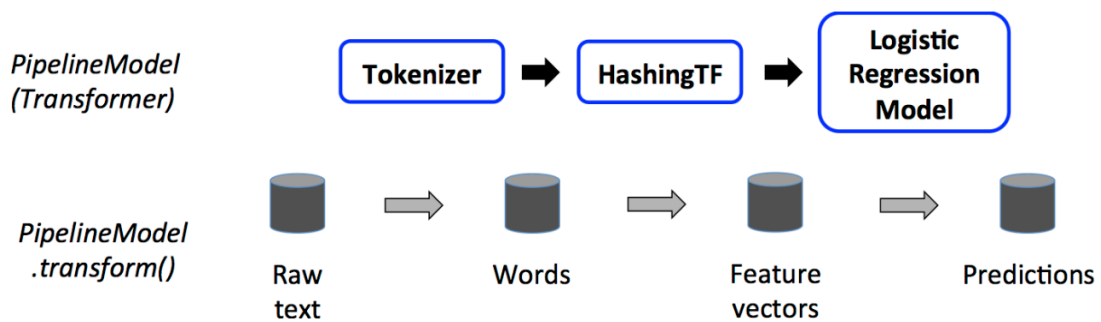 PipelineModel
(Transformer)
Tokenizer
HashingTF
Logistic
Regression
Model
PipelineModel
.transform()
Raw
text
Words
Feature
vectors
Predictions